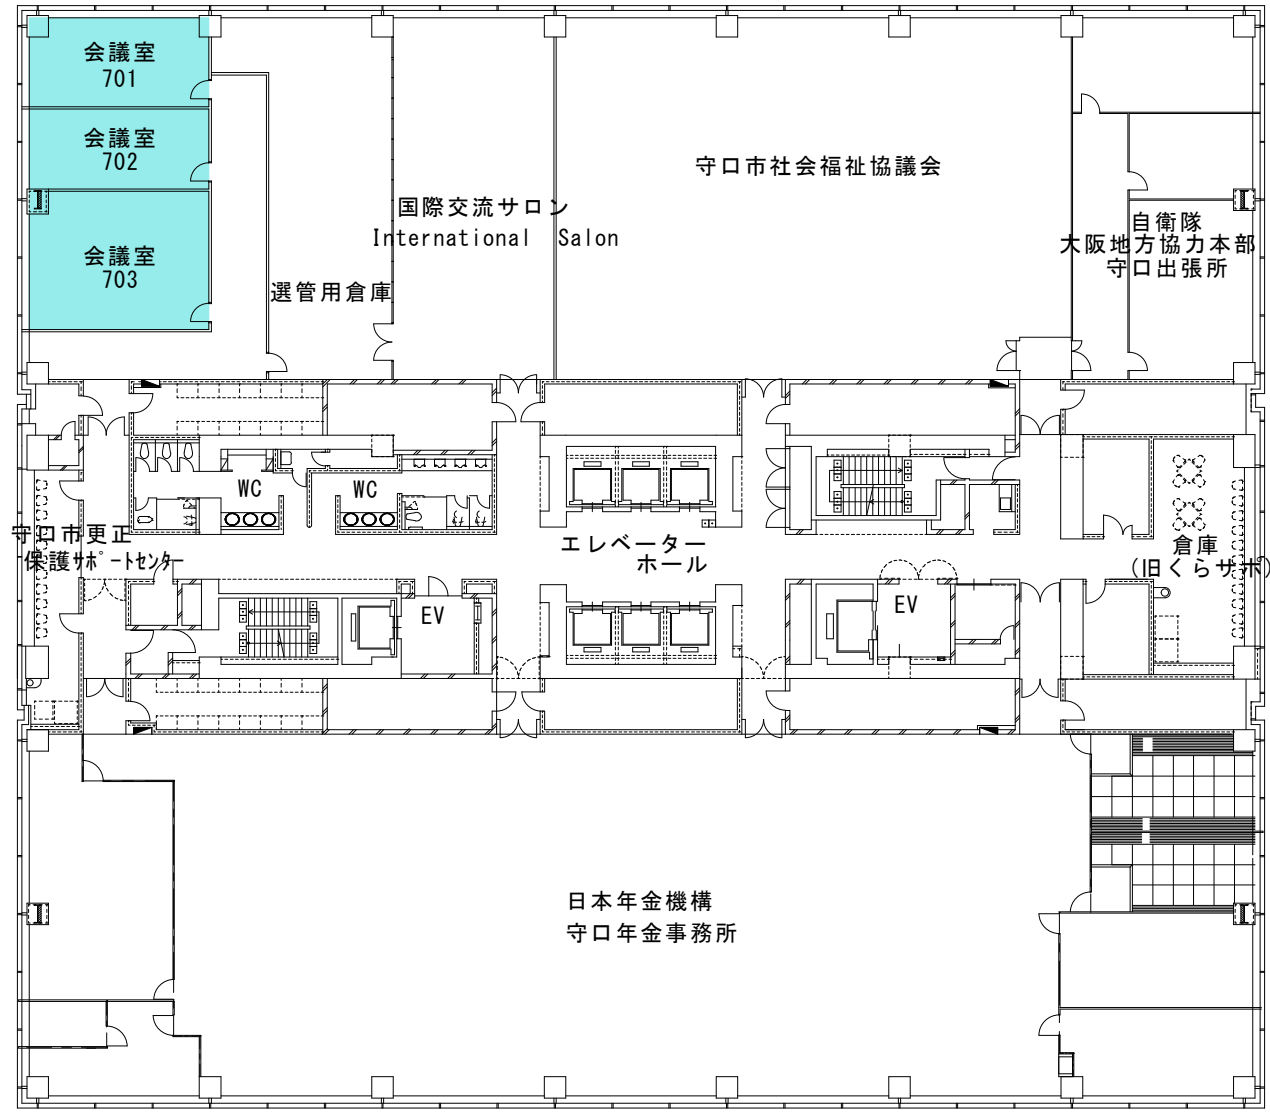 会議室
701
会議室
702
会議室
703
選管用倉庫
国際交流サロン
International Salon
守口市社会福祉協議会
自衛隊
大阪地方協力本部
守口出張所
WC
WC
守口市更正
保護サポートセンター
エレベーター
ホール
倉庫
(旧くらサポ)
EV
EV
日本年金機構
守口年金事務所